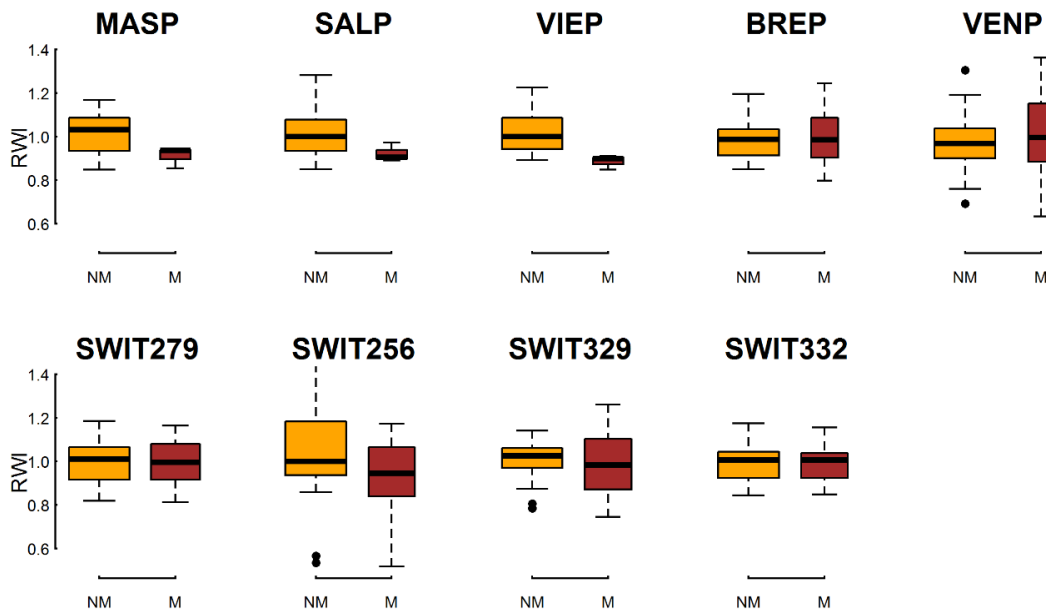 MASP SALP VIEP BREP VENP
1.4
1.2
1.0
0.8
0.6
RWI
NM M NM M NM M NM M NM M
SWIT279 SWIT256 SWIT329 SWIT332
1.4
1.2
1.0
0.8
0.6
RWI
NM M NM M NM M NM M